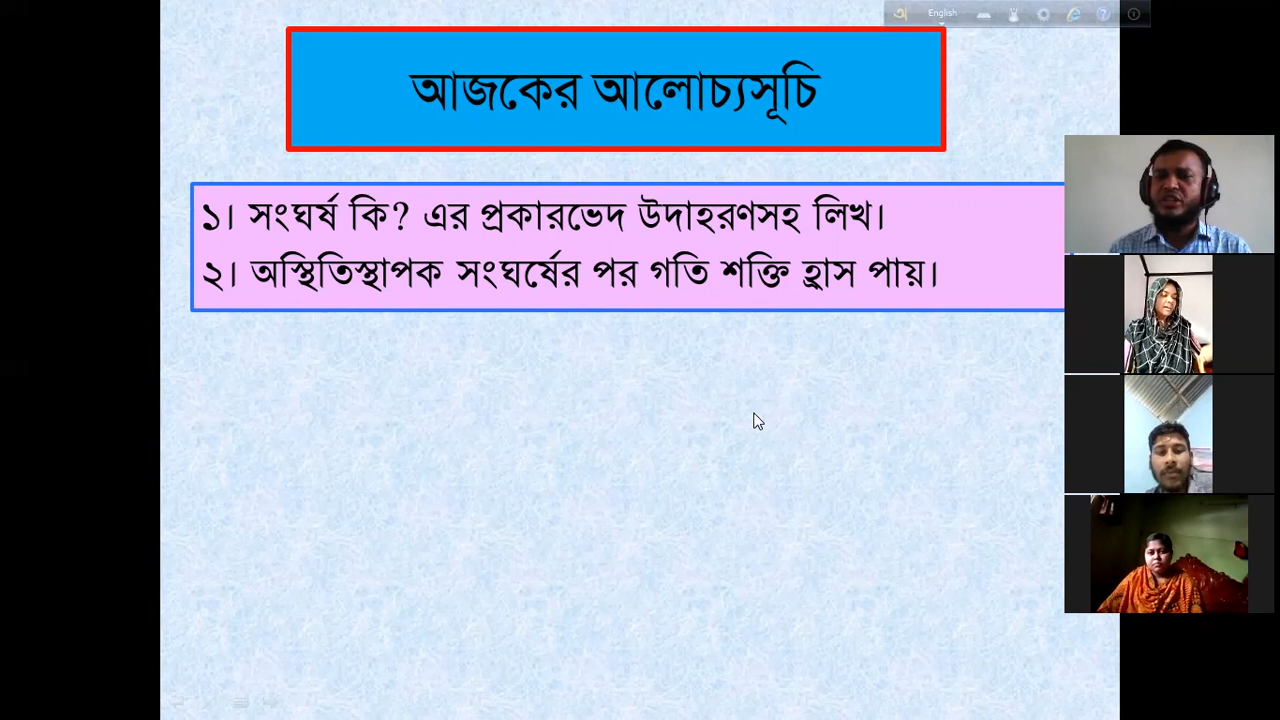 English
আজকের আলোচ্যসূচি
১। সংঘর্ষ কি? এর প্রকারভেদ উদাহরণসহ লিখ।
২। অস্থিতিস্থাপক সংঘর্ষের পর গতি শক্তি হ্রাস পায়।